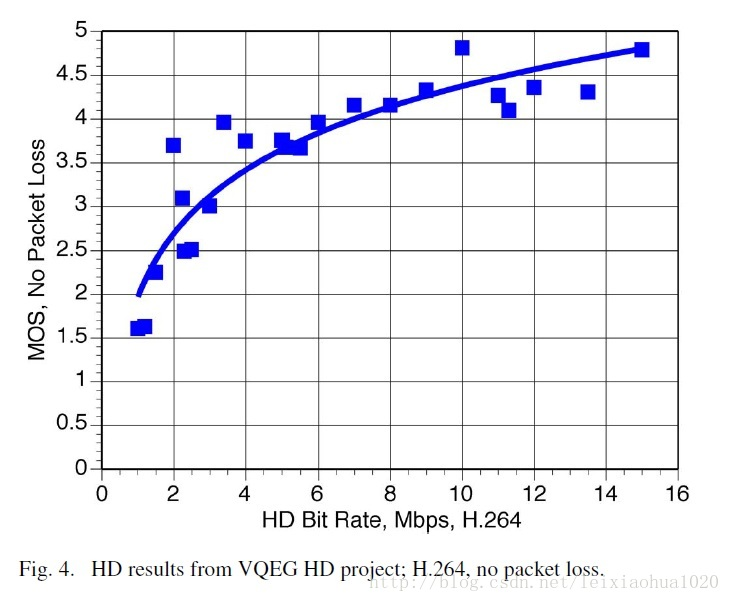 5
4.5
4
3.5
3
2.5
2
1.5
1
0.5
0
MOS, No Packet Loss
0 2 4 6 8 10 12 14 16
HD Bit Rate, Mbps, H.264
Fig. 4. HD results from VQEG HD project; H.264, no packet loss.
http://blog.csdn.net/leixiaohua1020